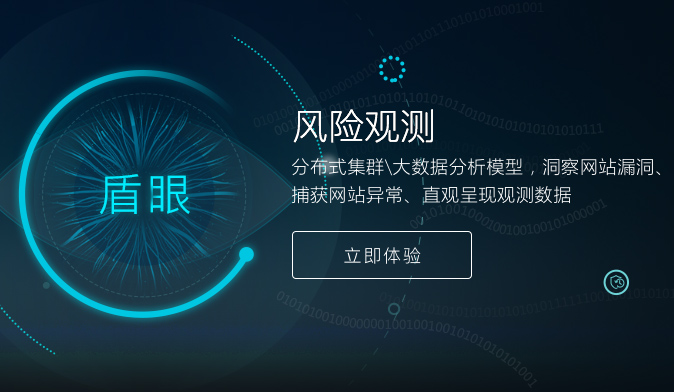 盾眼
风险观测
分布式集群\大数据分析模型，洞察网站漏洞、
捕获网站异常、直观呈现观测数据
立即体验